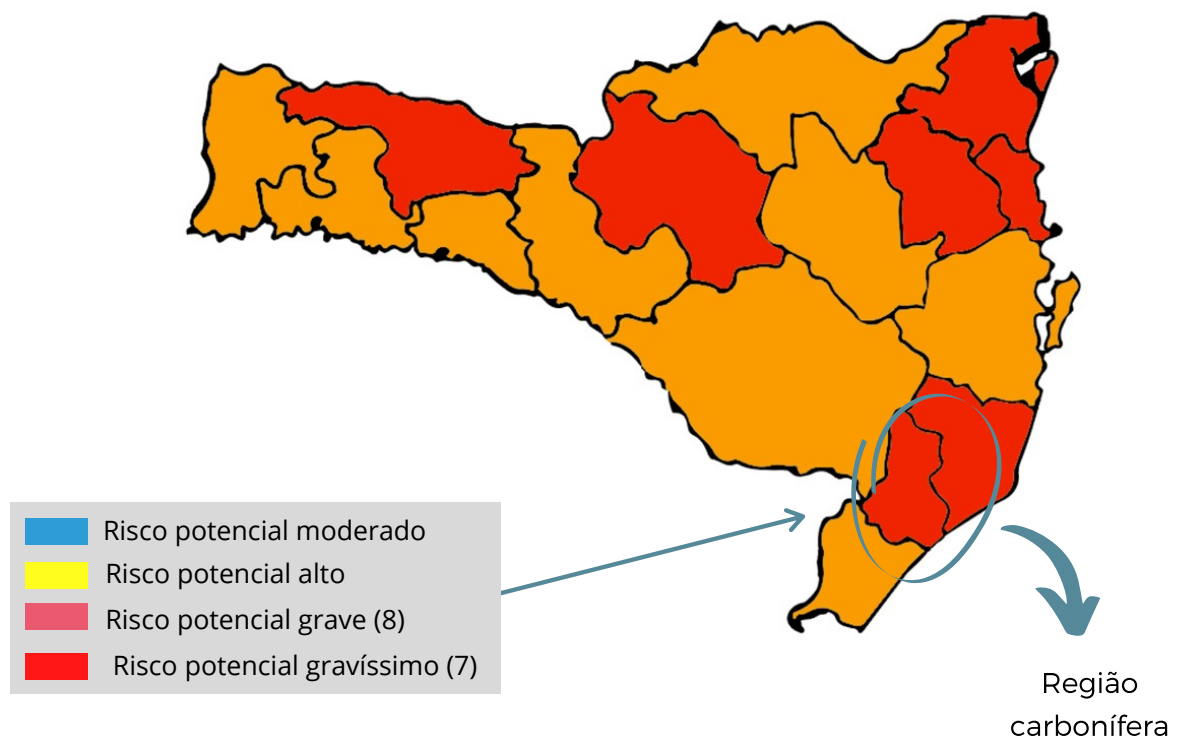 Risco potencial moderado
Risco potencial alto
Risco potencial grave (8)
Risco potencial gravíssimo (7)
Região
carbonífera